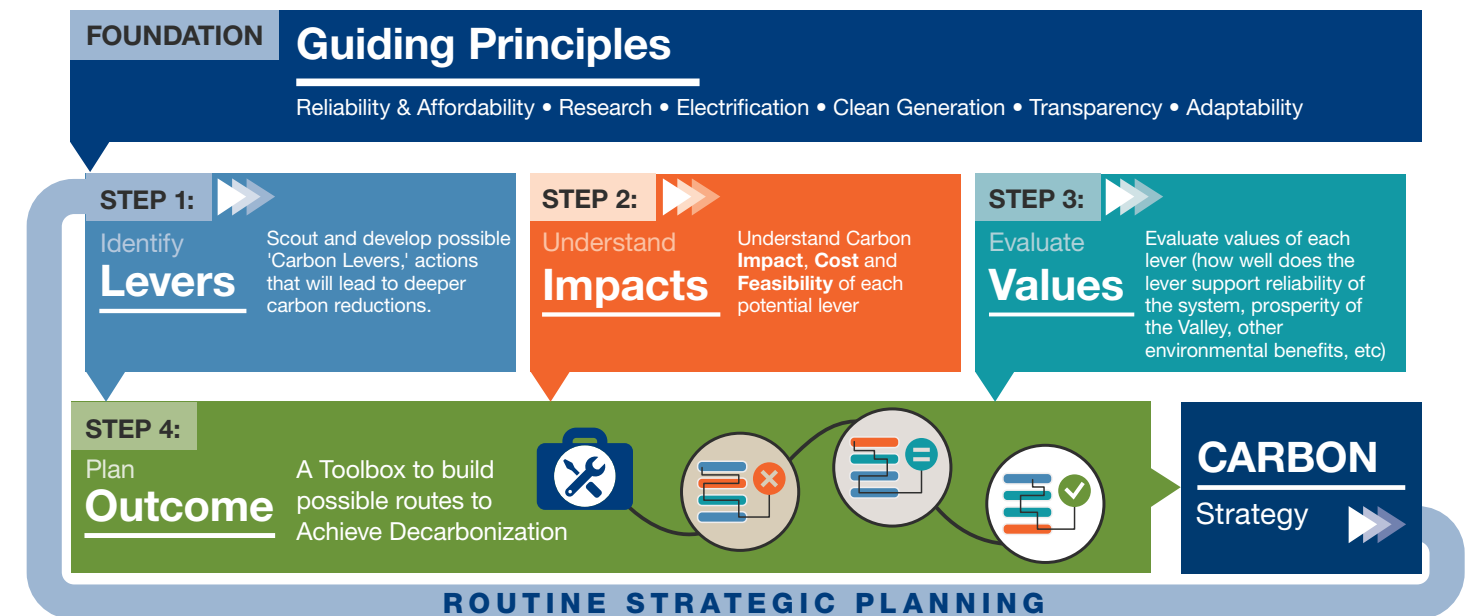 FOUNDATION
Guiding Principles
Reliability & Affordability • Research • Electrification • Clean Generation • Transparency • Adaptability
STEP 1:
Identify
Levers
Scout and develop possible
'Carbon Levers,' actions
that will lead to deeper
carbon reductions.
STEP 2:
Understand
Impacts
Understand Carbon
Impact, Cost and
Feasibility of each
potential lever
STEP 3:
Evaluate
Values
Evaluate values of each
lever (how well does the
lever support reliability of
the system, prosperity of
the Valley, other
environmental benefits, etc)
STEP 4:
Plan
Outcome
A Toolbox to build
possible routes to
Achieve Decarbonization
CARBON
Strategy
ROUTINE STRATEGIC PLANNING